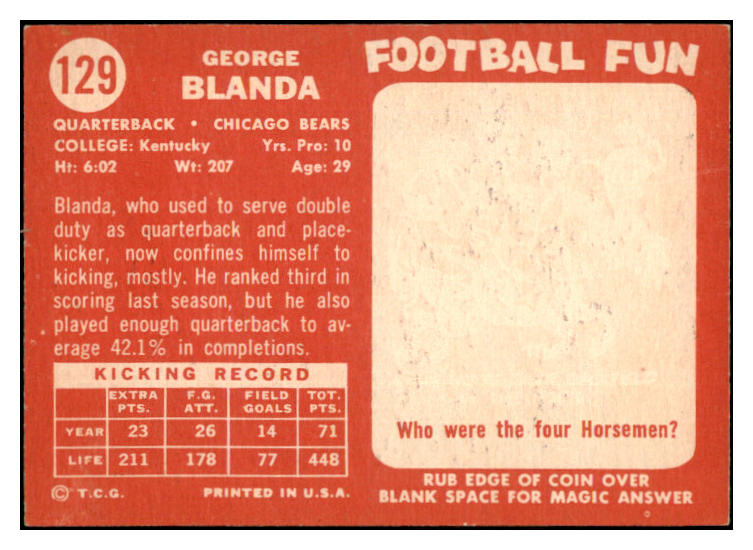 129
GEORGE
BLANDA
QUARTERBACK • CHICAGO BEARS
COLLEGE: Kentucky Yrs. Pro: 10
Ht: 6:02 Wt: 207 Age: 29
Blanda, who used to serve double
duty as quarterback and place-
kicker, now confines himself to
kicking, mostly. He ranked third in
scoring last season, but he also
played enough quarterback to av-
erage 42.1% in completions.
KICKING RECORD
EXTRA PTS. F.G. ATT. FIELD GOALS TOT. PTS.
YEAR 23 26 14 71
LIFE 211 178 77 448
© T.C.G. PRINTED IN U.S.A.
FOOTBALL FUN
Who were the four Horsemen?
RUB EDGE OF COIN OVER
BLANK SPACE FOR MAGIC ANSWER